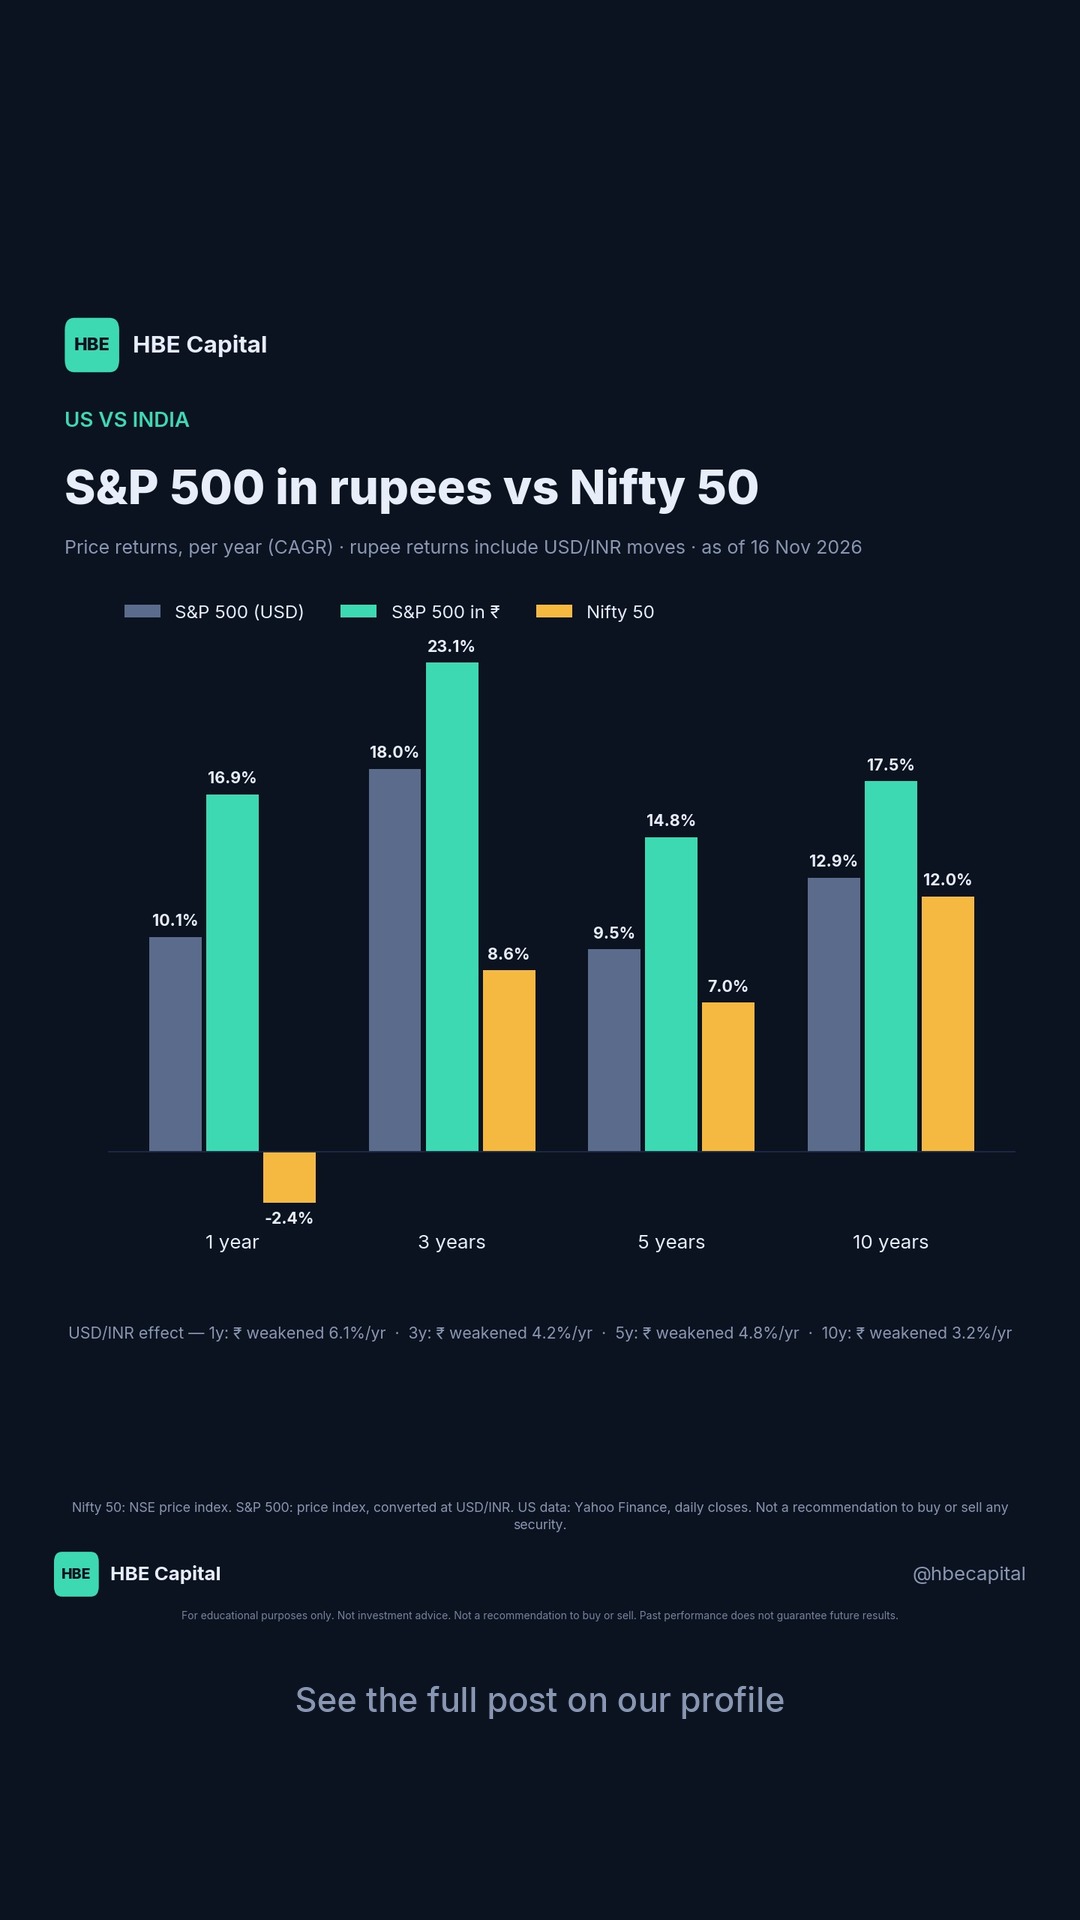 HBE HBE Capital
US VS INDIA
S&P 500 in rupees vs Nifty 50
Price returns, per year (CAGR) · rupee returns include USD/INR moves · as of 16 Nov 2026
S&P 500 (USD) S&P 500 in ₹ Nifty 50
10.1% 16.9% -2.4%
18.0% 23.1% 8.6%
9.5% 14.8% 7.0%
12.9% 17.5% 12.0%
1 year 3 years 5 years 10 years
USD/INR effect — 1y: ₹ weakened 6.1%/yr · 3y: ₹ weakened 4.2%/yr · 5y: ₹ weakened 4.8%/yr · 10y: ₹ weakened 3.2%/yr
Nifty 50: NSE price index. S&P 500: price index, converted at USD/INR. US data: Yahoo Finance, daily closes. Not a recommendation to buy or sell any
security.
HBE HBE Capital @hbecapital
For educational purposes only. Not investment advice. Not a recommendation to buy or sell. Past performance does not guarantee future results.
See the full post on our profile